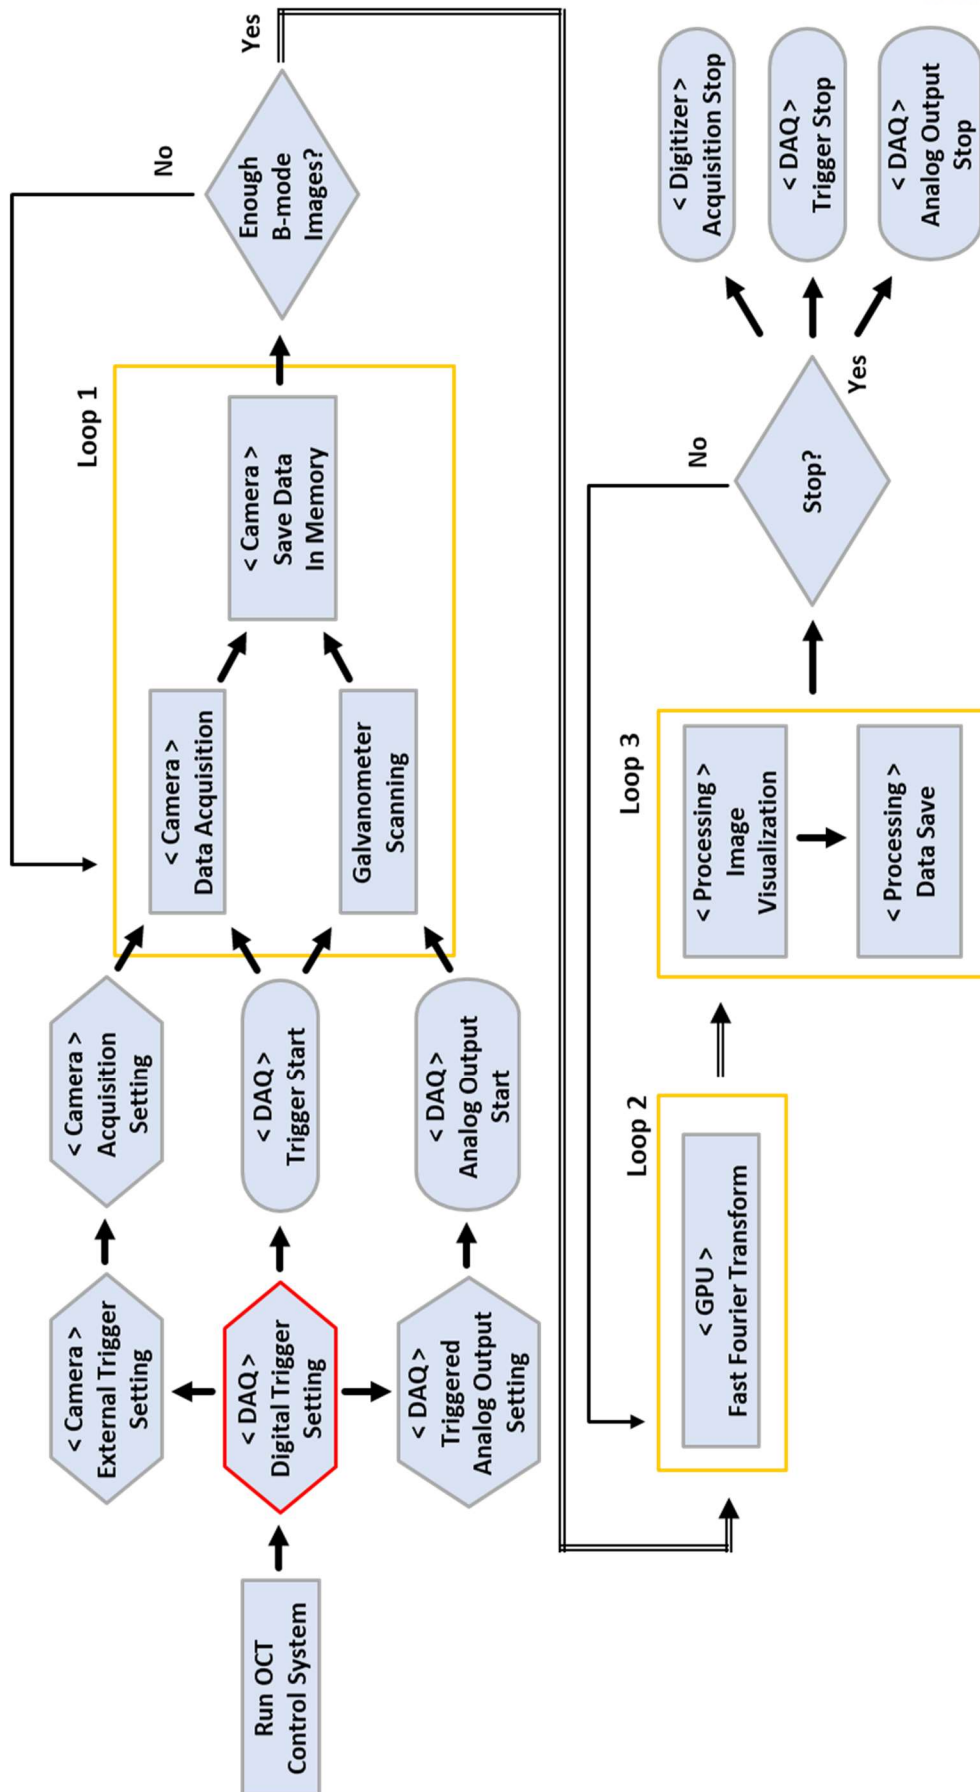 Run OCT
Control System
< Camera >
External Trigger
Setting
< DAQ >
Digital Trigger
Setting
< DAQ >
Triggered
Analog Output
Setting
< Camera >
Acquisition
Setting
< DAQ >
Trigger Start
< DAQ >
Analog Output
Start
Loop 1
< Camera >
Data Acquisition
Galvanometer
Scanning
< Camera >
Save Data
In Memory
Enough
B-mode
Images?
No
Yes
Loop 2
< GPU >
Fast Fourier Transform
Loop 3
< Processing >
Image
Visualization
< Processing >
Data Save
Stop?
No
Yes
< Digitizer >
Acquisition Stop
< DAQ >
Trigger Stop
< DAQ >
Analog Output
Stop